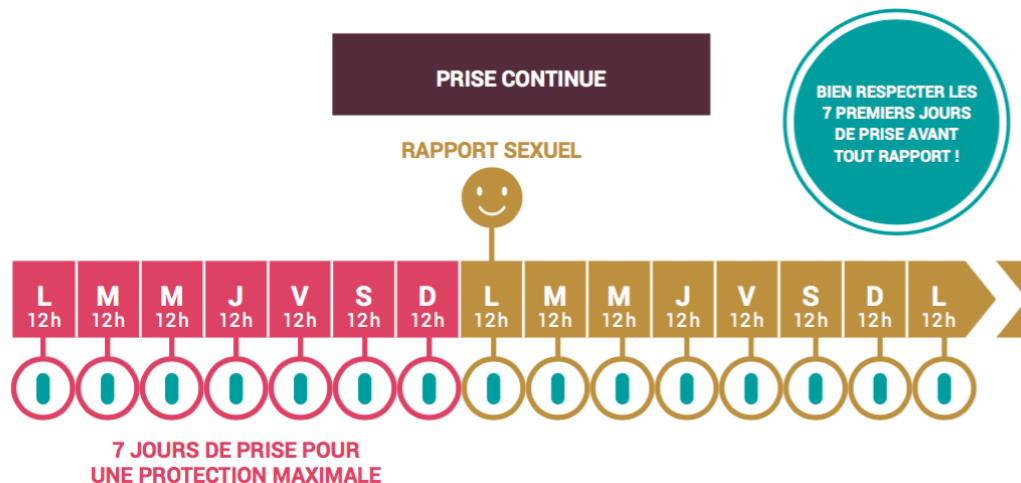 PRISE CONTINUE
BIEN RESPECTER LES
7 PREMIERS JOURS
DE PRISE AVANT
TOUT RAPPORT !
RAPPORT SEXUEL
L M M J V S D L M M J V S D L
12h 12h 12h 12h 12h 12h 12h 12h 12h 12h 12h 12h 12h 12h 12h
7 JOURS DE PRISE POUR
UNE PROTECTION MAXIMALE